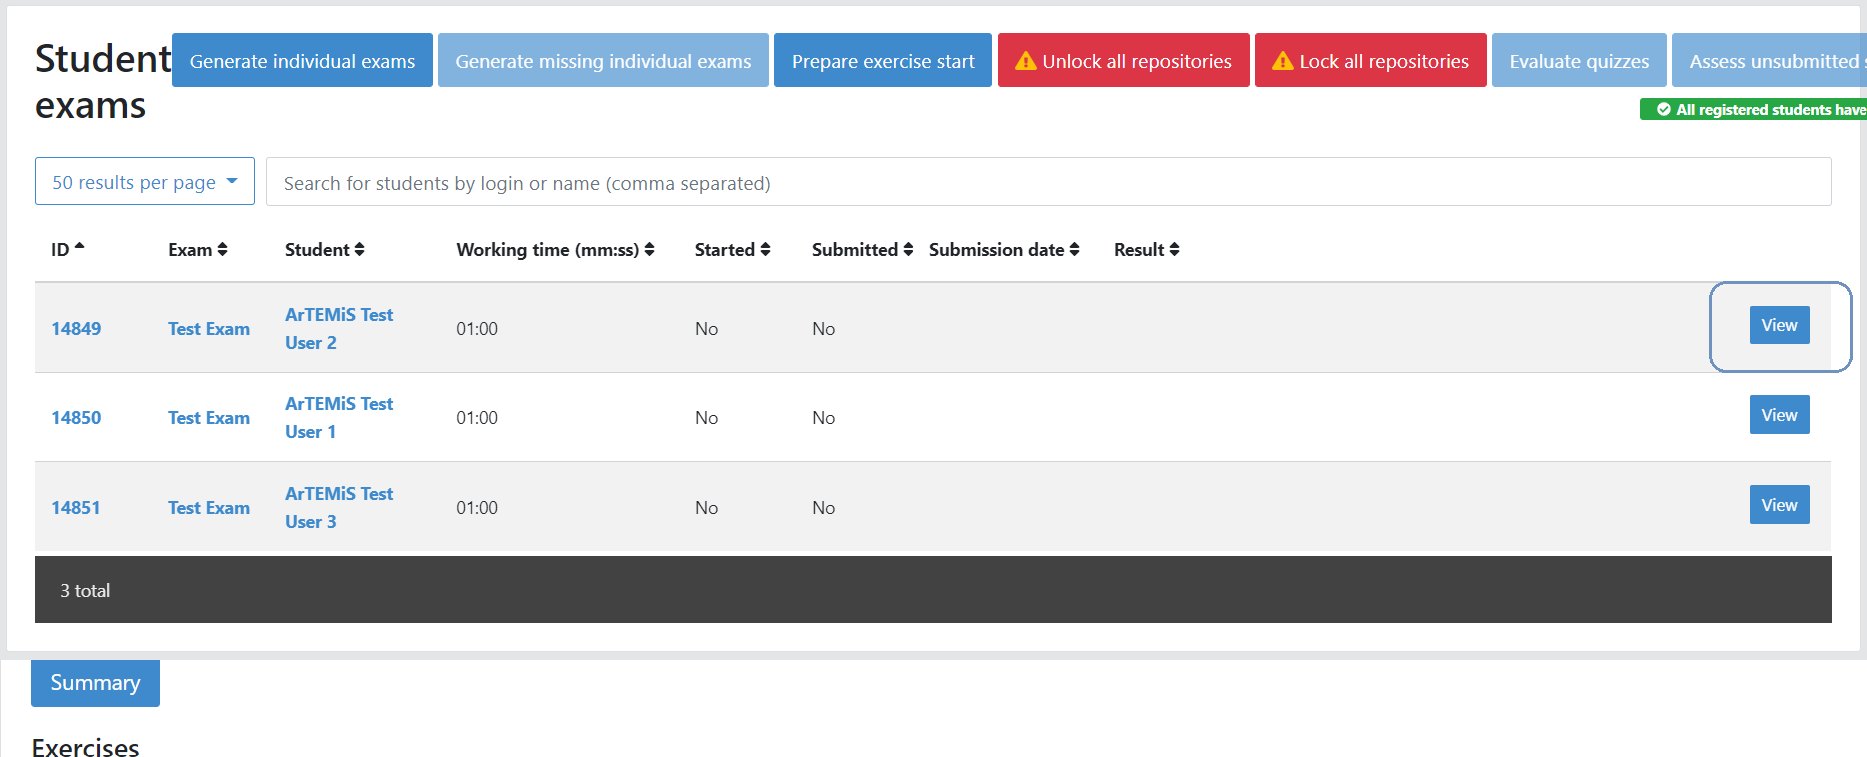 Student exams
Generate individual exams
Generate missing individual exams
Prepare exercise start
Unlock all repositories
Lock all repositories
Evaluate quizzes
Assess unsubmitted
All registered students have
50 results per page
Search for students by login or name (comma separated)
ID Exam Student Working time (mm:ss) Started Submitted Submission date Result
14849 Test Exam ArTEMiS Test User 2 01:00 No No View
14850 Test Exam ArTEMiS Test User 1 01:00 No No View
14851 Test Exam ArTEMiS Test User 3 01:00 No No View
3 total
Summary
Exercises